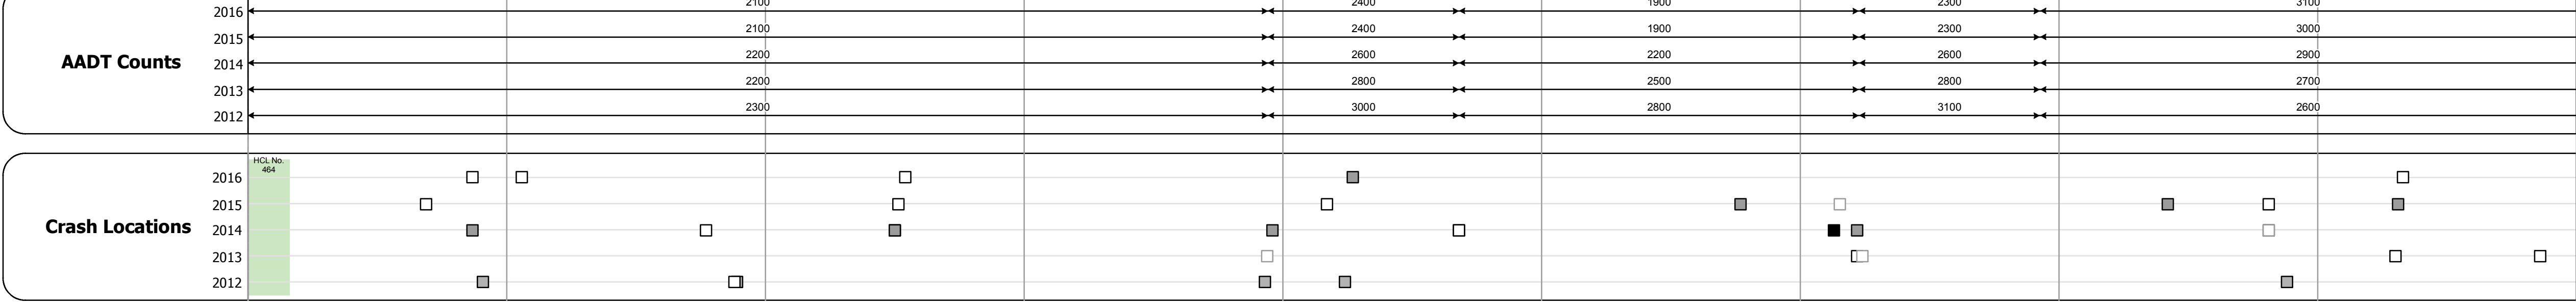 2016 2100 2400 1900 2300 3100
2015 2100 2400 1900 2300 3000
AADT Counts
2014 2200 2600 2200 2600 2900
2013 2200 2800 2500 2800 2700
2012 2300 3000 2800 3100 2600
HCL No.
464
2016
2015
Crash Locations
2014
2013
2012